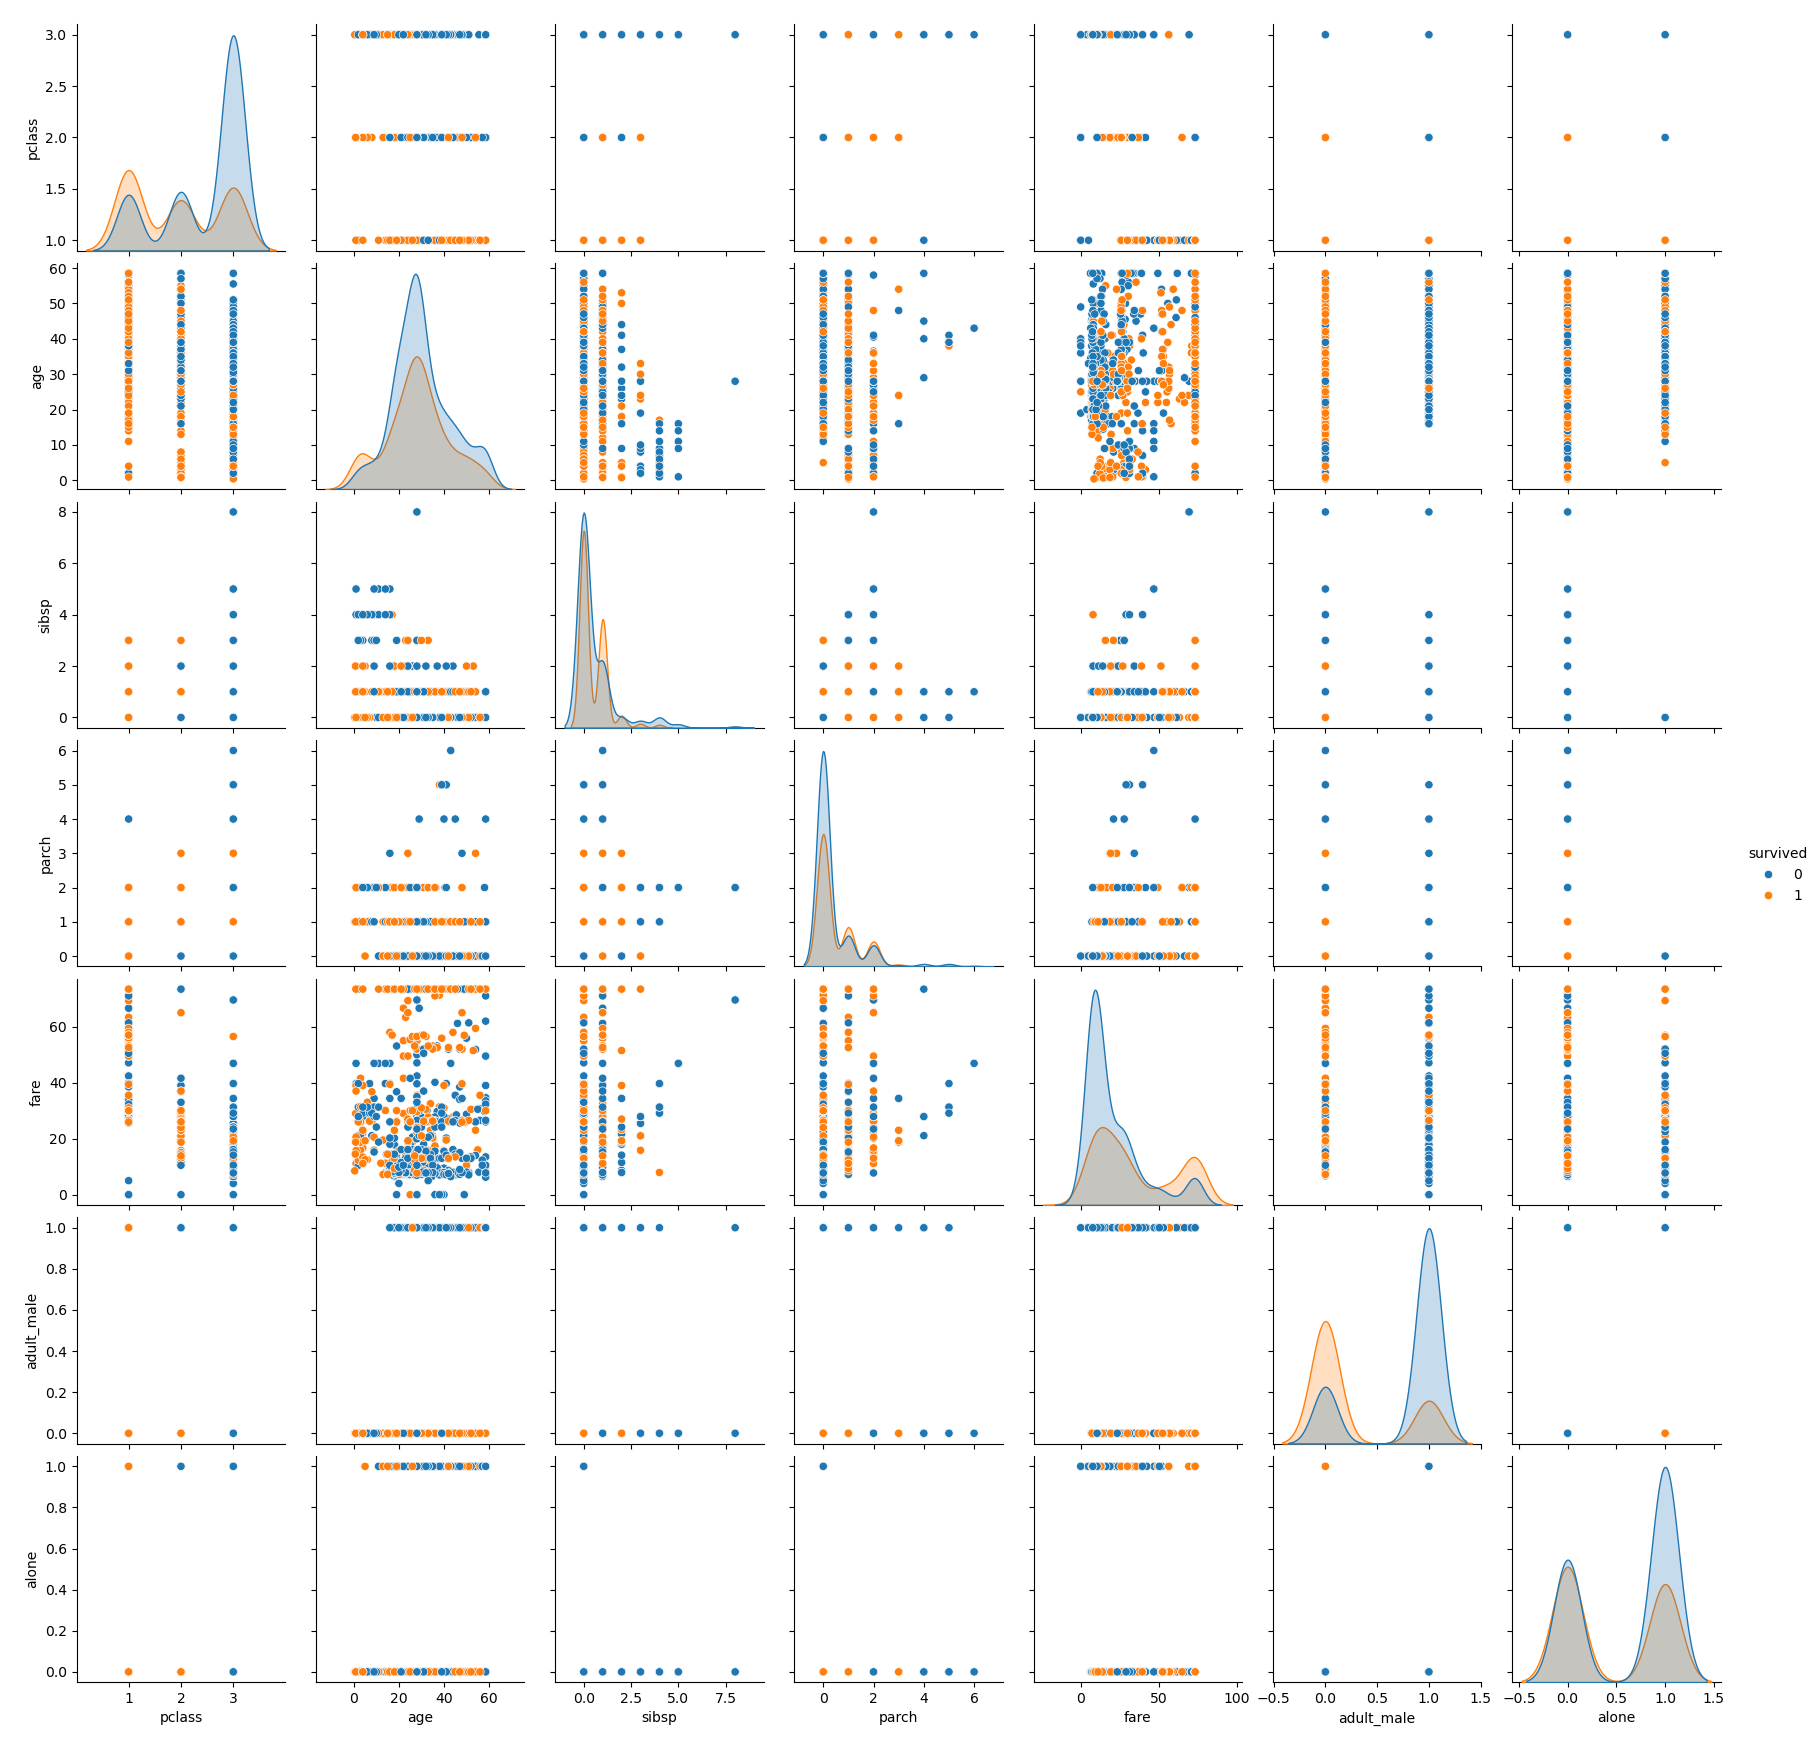 3.0
2.5
2.0
1.5
1.0
pclass
60
50
40
30
20
10
0
age
8
6
4
2
0
sibsp
6
5
4
3
2
1
0
parch
survived
0
1
60
40
20
0
fare
1.0
0.8
0.6
0.4
0.2
0.0
adult_male
1.0
0.8
0.6
0.4
0.2
0.0
alone
1 2 3
0 20 40 60
0.0 2.5 5.0 7.5
0 2 4 6
0 50 100
−0.5 0.0 0.5 1.0 1.5
−0.5 0.0 0.5 1.0 1.5
pclass age sibsp parch fare adult_male alone